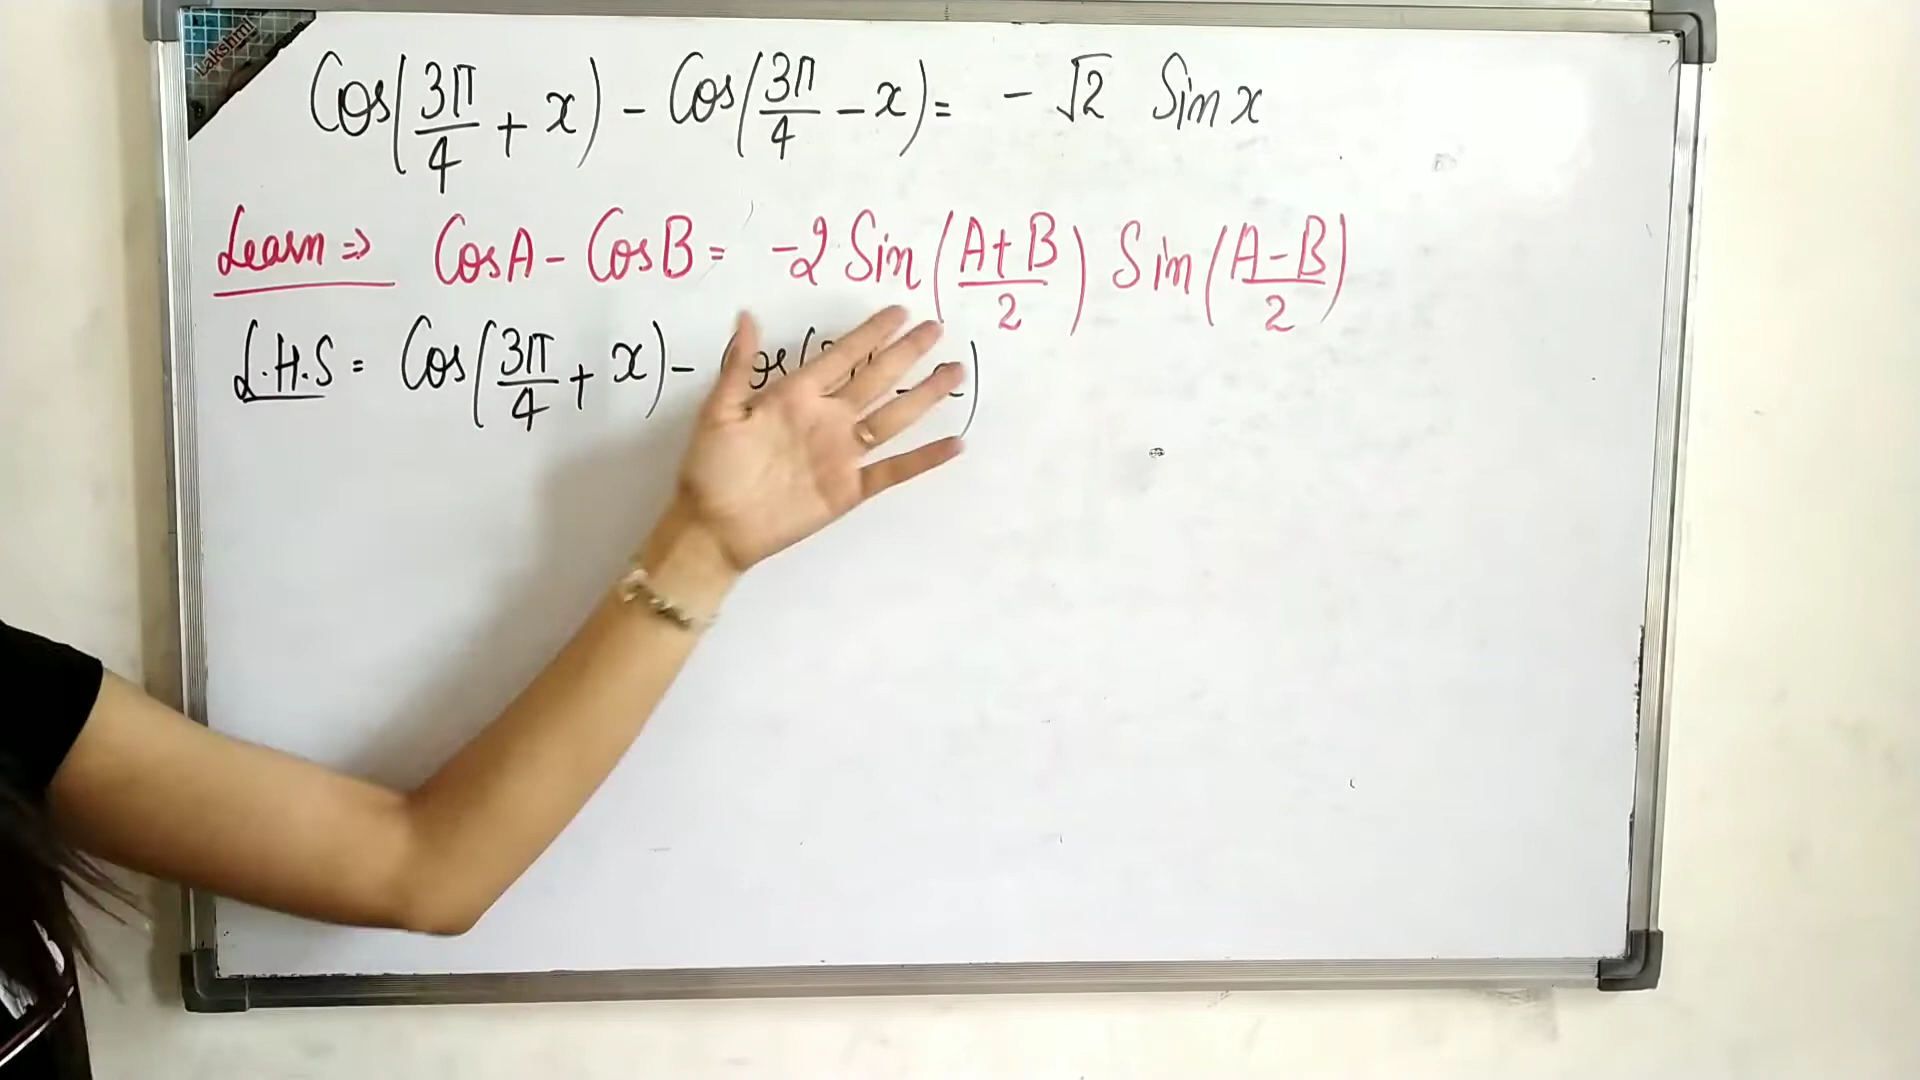 Lakshmi
Cos(3π/4 + x) - Cos(3π/4 - x) = - √2 Sin x
Learn ⇒ CosA - CosB = -2 Sin(A+B/2) Sin(A-B/2)
L.H.S = Cos(3π/4 + x) -